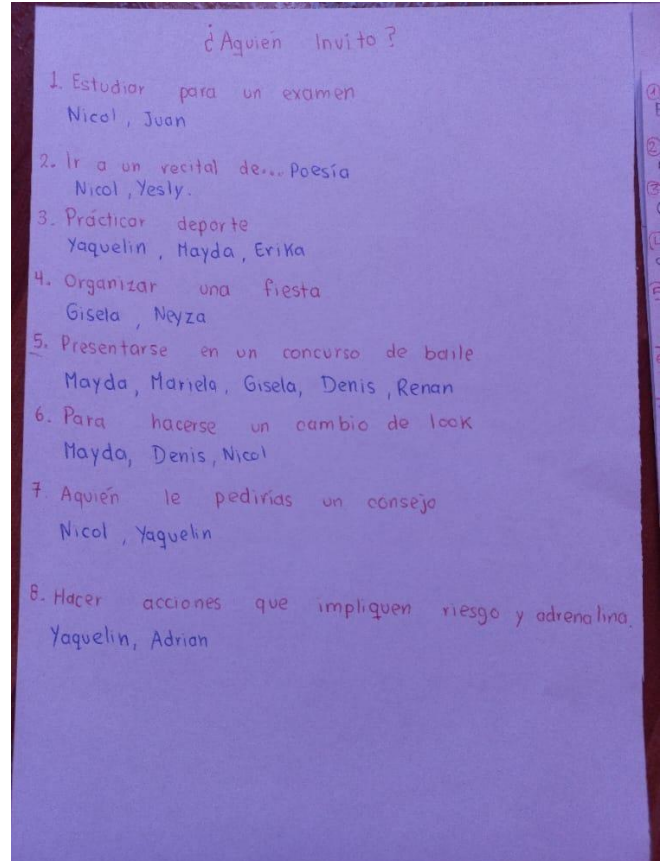 ¿Aquien Invito?
1. Estudiar para un examen
Nicol, Juan
2. Ir a un recital de... Poesía
Nicol, Yesly.
3. Prácticar deporte
Yaquelin, Mayda, Erika
4. Organizar una fiesta
Gisela, Neyza
5. Presentarse en un concurso de baile
Mayda, Mariela, Gisela, Denis, Renan
6. Para hacerse un cambio de look
Mayda, Denis, Nicol
7 Aquién le pedirías un consejo
Nicol, Yaquelin
8. Hacer acciones que impliquen riesgo y adrenalina.
Yaquelin, Adrian